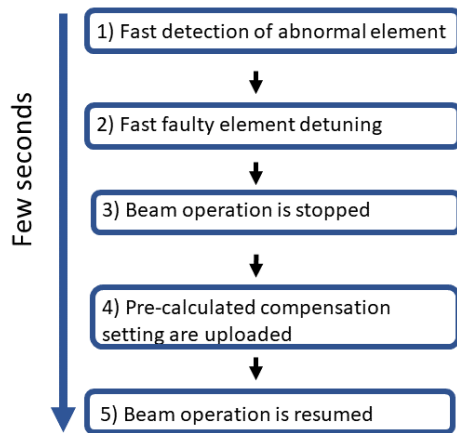 Few seconds
1) Fast detection of abnormal element
2) Fast faulty element detuning
3) Beam operation is stopped
4) Pre-calculated compensation
setting are uploaded
5) Beam operation is resumed